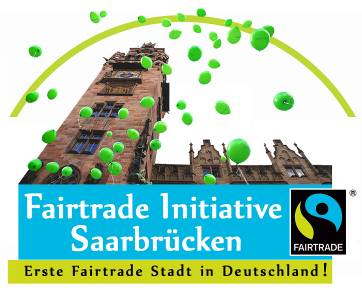 Fairtrade Initiative
Saarbrücken
®
FAIRTRADE
Erste Fairtrade Stadt in Deutschland!